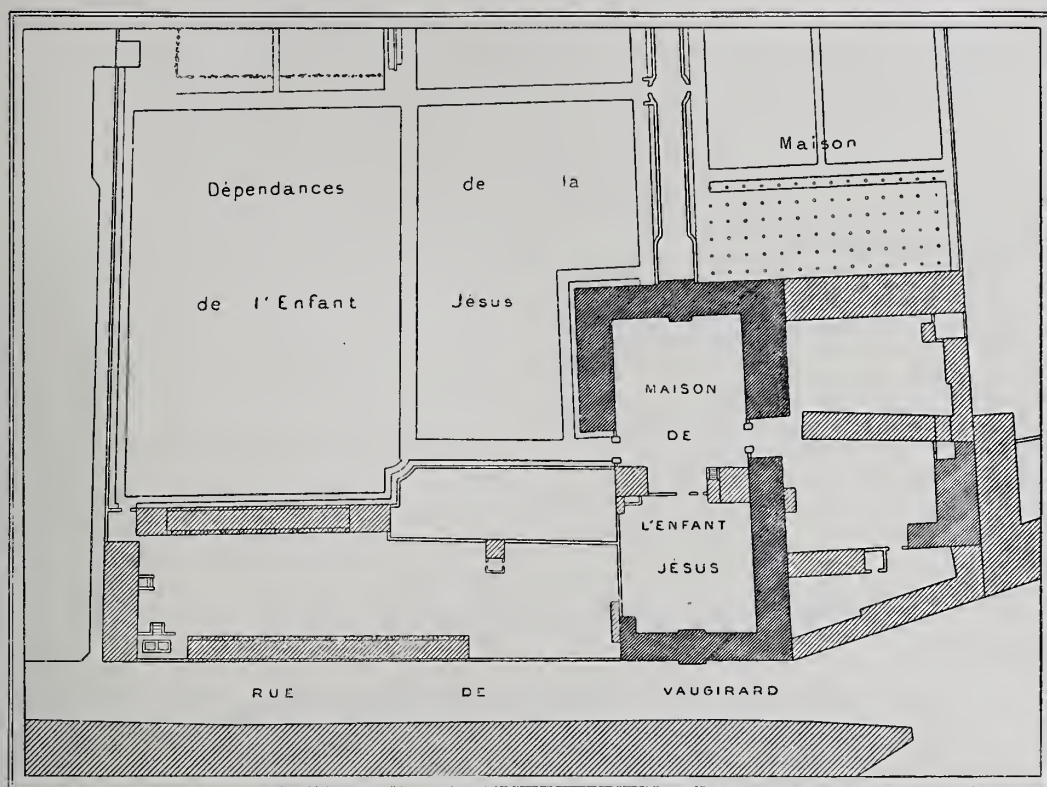 Maison
Dépendances de la
de l'Enfant Jésus
MAISON
DE
L'ENFANT
JÉSUS
RUE DE VAUGIRARD